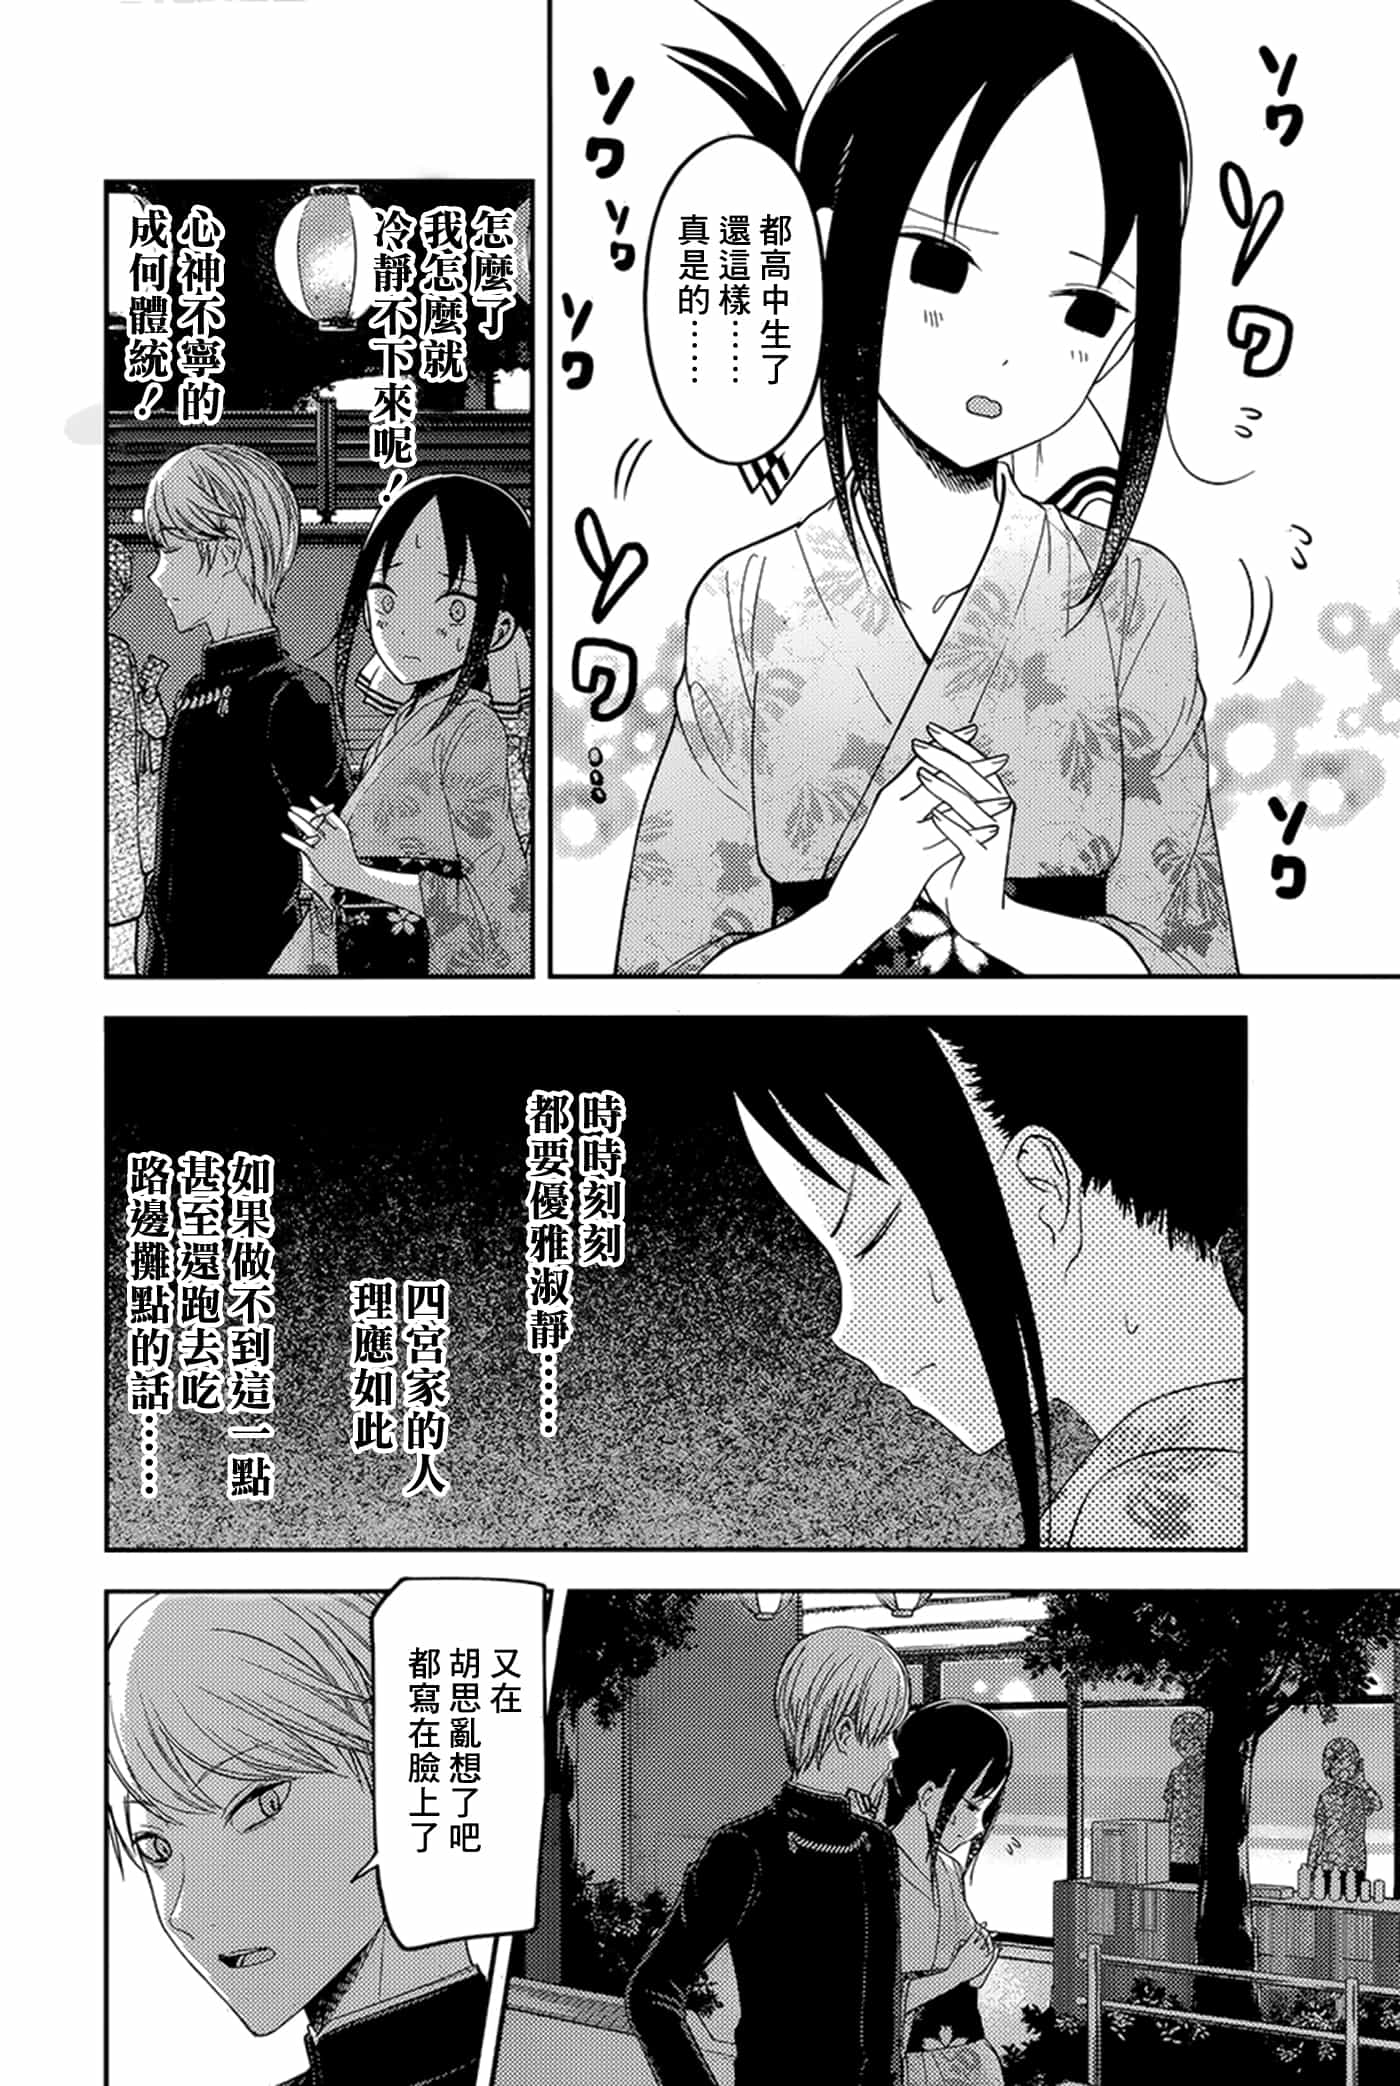 ソワ
ソワ
ソワ
ソワ
ソワ
ソワ…
都高中生了
還這樣……
真是的……
怎麼了
我怎麼就
冷靜不下來呢！
心神不寧的
成何體統！
時時刻刻
都要優雅淑靜……
四宮家的人
理應如此
如果做不到這一點
甚至還跑去吃
路邊攤點的話……
又在
胡思亂想了吧
都寫在臉上了